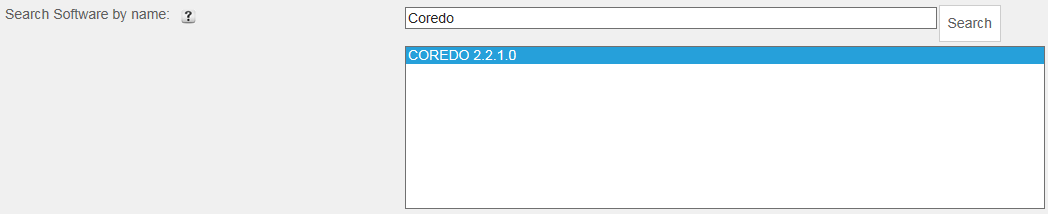 Search Software by name: ?
Coredo
Search
COREDO 2.2.1.0